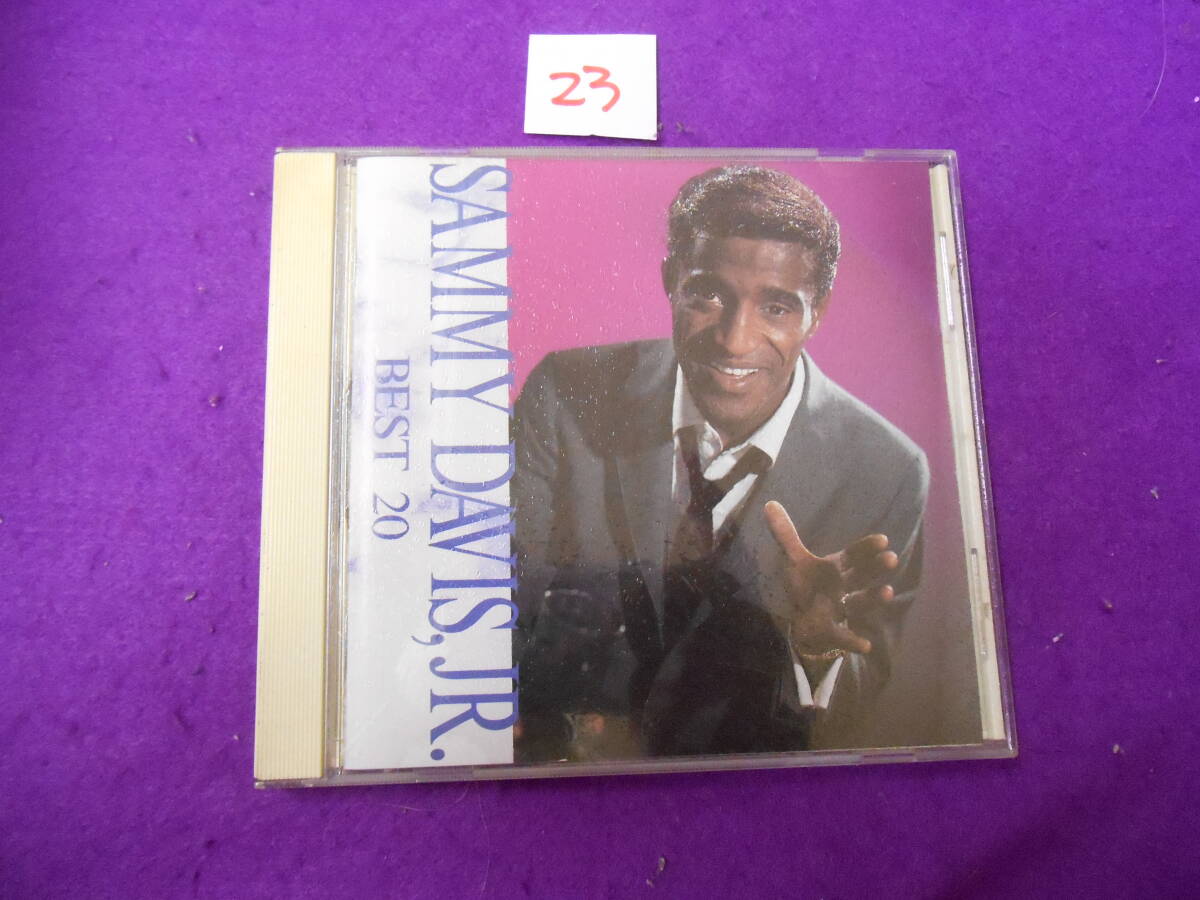 23
SAMMY DAVIS, JR.
BEST 20